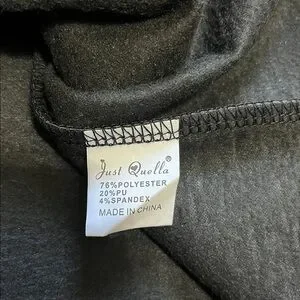 Just Quella®
76%POLYESTER
20%PU
4%SPANDEX
MADE IN CHINA